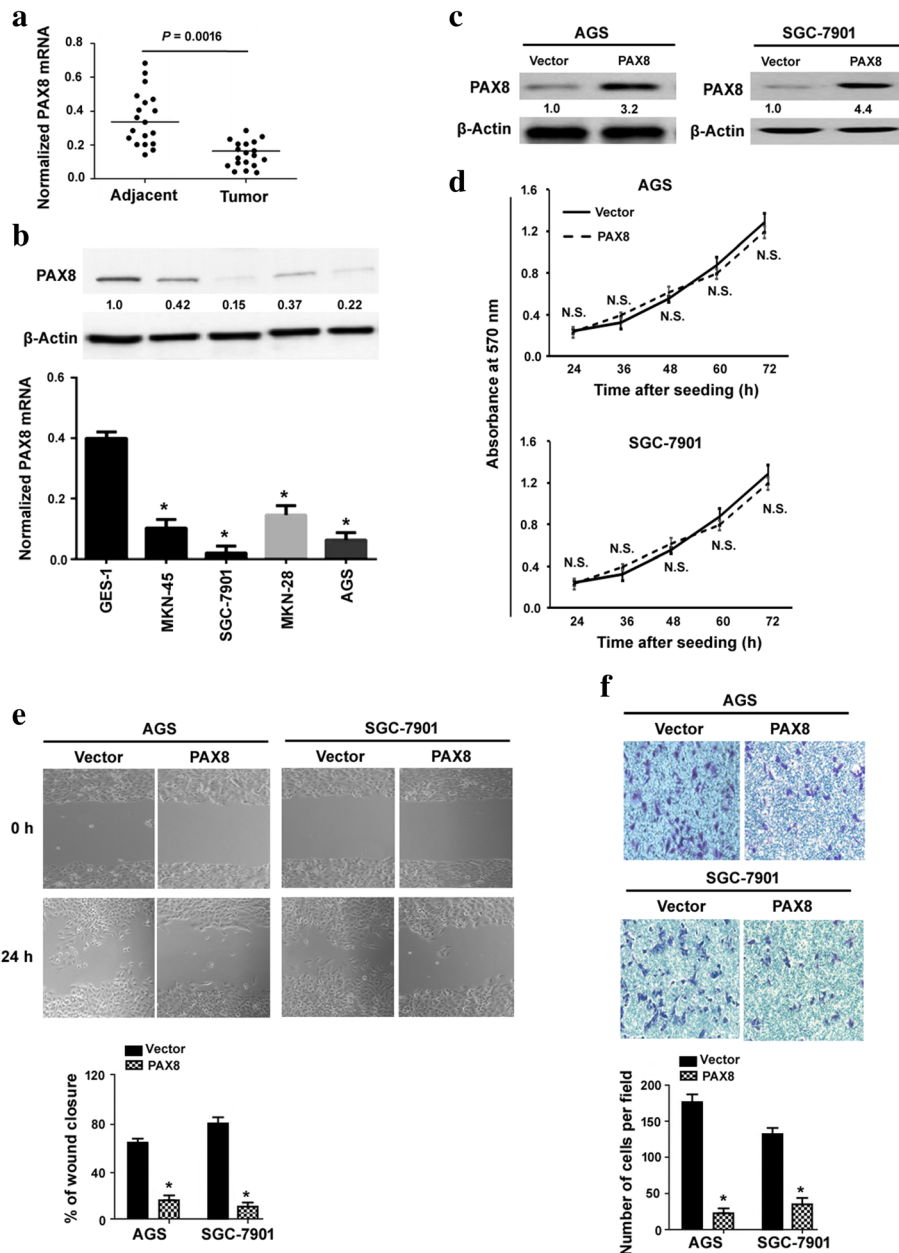 a
P = 0.0016
Normalized PAX8 mRNA
0.8
0.6
0.4
0.2
0.0
Adjacent Tumor
b
PAX8
1.0 0.42 0.15 0.37 0.22
β-Actin
Normalized PAX8 mRNA
0.6
0.4
0.2
0.0
* * * *
GES-1 MKN-45 SGC-7901 MKN-28 AGS
c
AGS SGC-7901
Vector PAX8 Vector PAX8
PAX8 PAX8
1.0 3.2 1.0 4.4
β-Actin β-Actin
d
Absorbance at 570 nm
AGS
Vector
PAX8
1.6
1.2
0.8
0.4
0.0
N.S. N.S. N.S. N.S. N.S.
24 36 48 60 72
Time after seeding (h)
SGC-7901
1.6
1.2
0.8
0.4
0.0
N.S. N.S. N.S. N.S. N.S.
24 36 48 60 72
Time after seeding (h)
e
AGS SGC-7901
Vector PAX8 Vector PAX8
0 h
24 h
Vector
PAX8
% of wound closure
120
80
40
0
* *
AGS SGC-7901
f
AGS
Vector PAX8
SGC-7901
Vector PAX8
Vector
PAX8
Number of cells per field
200
150
100
50
0
* *
AGS SGC-7901